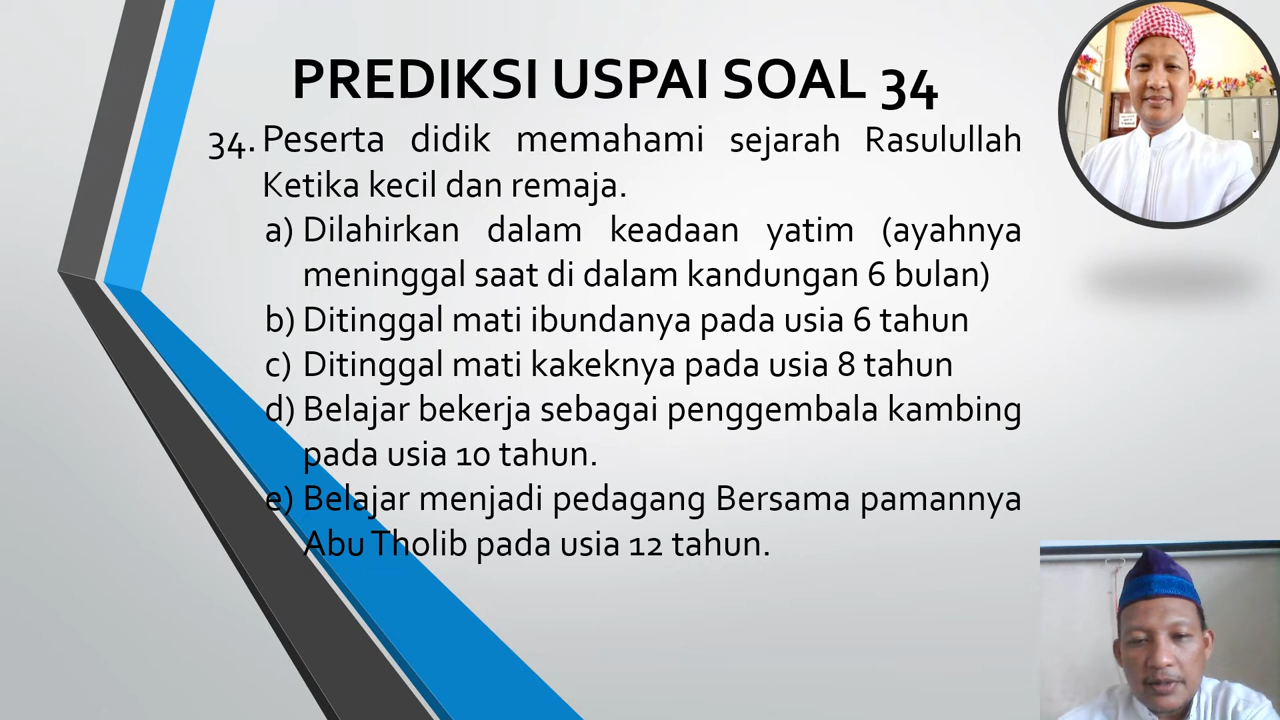 PREDIKSI USPAI SOAL 34
34. Peserta didik memahami sejarah Rasulullah
Ketika kecil dan remaja.
a) Dilahirkan dalam keadaan yatim (ayahnya
meninggal saat di dalam kandungan 6 bulan)
b) Ditinggal mati ibundanya pada usia 6 tahun
c) Ditinggal mati kakeknya pada usia 8 tahun
d) Belajar bekerja sebagai penggembala kambing
pada usia 10 tahun.
e) Belajar menjadi pedagang Bersama pamannya
Abu Tholib pada usia 12 tahun.